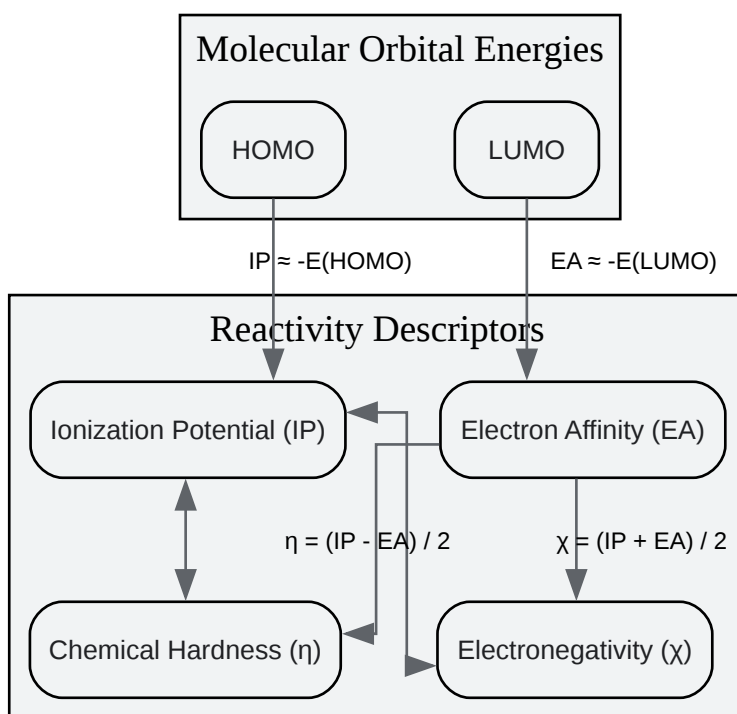 Molecular Orbital Energies
HOMO
LUMO
IP ≈ -E(HOMO)
EA ≈ -E(LUMO)
Reactivity Descriptors
Ionization Potential (IP)
Electron Affinity (EA)
η = (IP - EA) / 2
χ = (IP + EA) / 2
Chemical Hardness (η)
Electronegativity (χ)